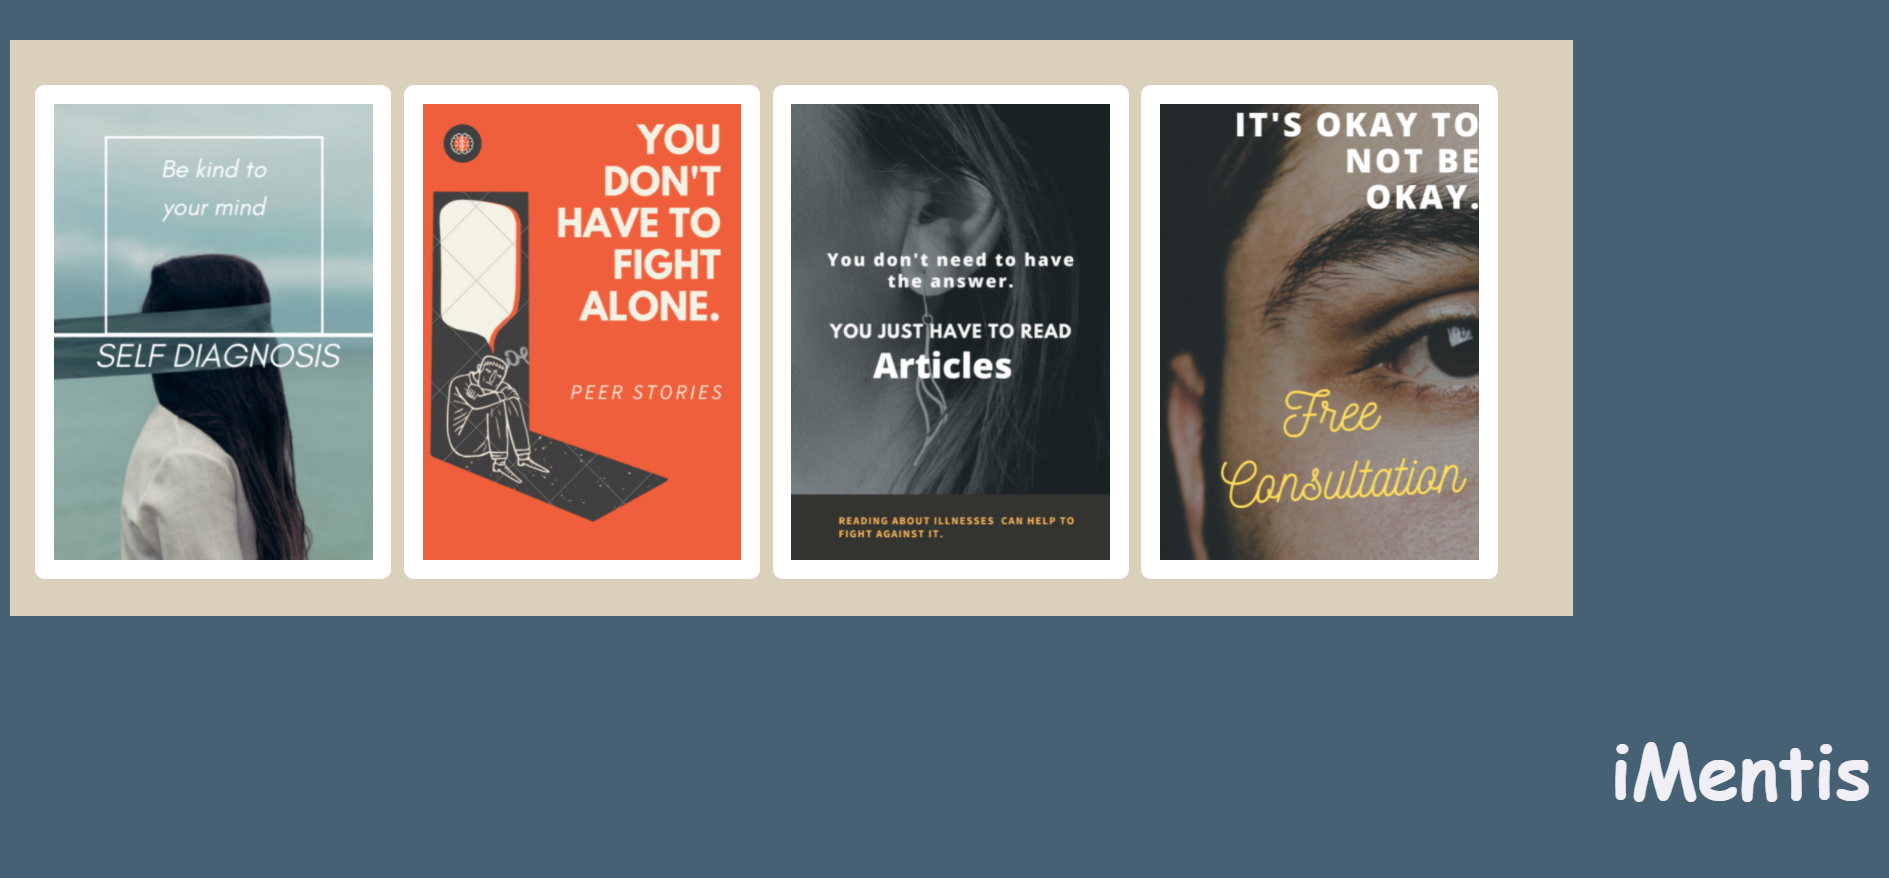 Be kind to
your mind
SELF DIAGNOSIS
YOU
DON'T
HAVE TO
FIGHT
ALONE.
PEER STORIES
You don't need to have
the answer.
YOU JUST HAVE TO READ
Articles
READING ABOUT ILLNESSES CAN HELP TO
FIGHT AGAINST IT.
IT'S OKAY TO
NOT BE
OKAY.
Free
Consultation
iMentis